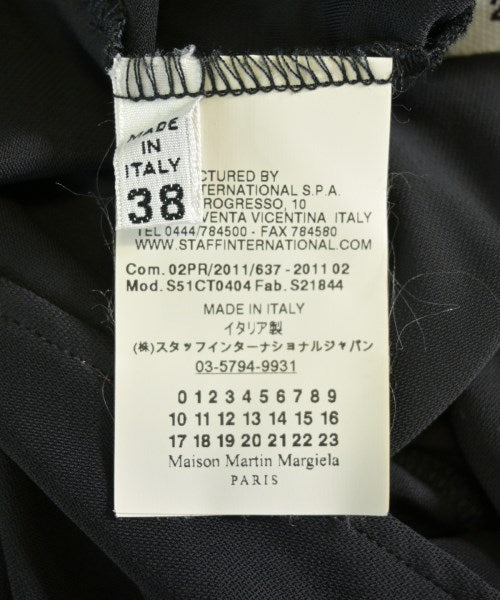 MADE
IN
ITALY
38
CTURED BY
TERNATIONAL S.P.A.
ROGRESSO, 10
VENTA VICENTINA ITALY
TEL 0444/784500 - FAX 784580
WWW.STAFFINTERNATIONAL.COM
Com. 02PR/2011/637 - 2011 02
Mod. S51CT0404 Fab. S21844
MADE IN ITALY
イタリア製
(株)スタッフインターナショナルジャパン
03-5794-9931
0 1 2 3 4 5 6 7 8 9
10 11 12 13 14 15 16
17 18 19 20 21 22 23
Maison Martin Margiela
PARIS